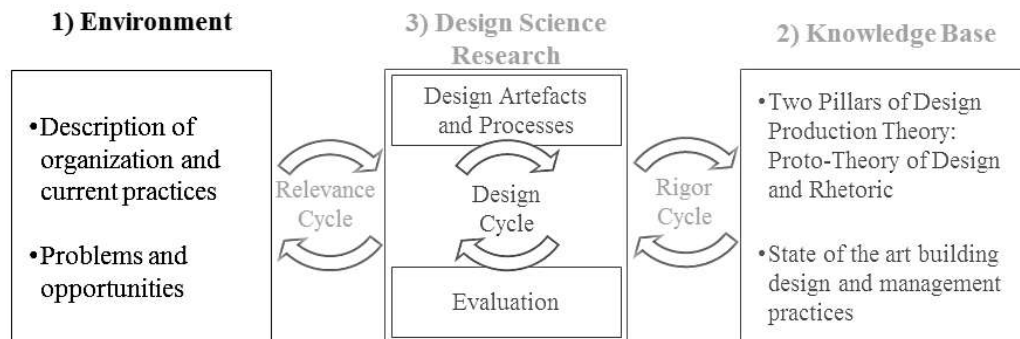 1) Environment
•Description of
organization and
current practices
•Problems and
opportunities
Relevance
Cycle
3) Design Science
Research
Design Artefacts
and Processes
Design
Cycle
Evaluation
Rigor
Cycle
2) Knowledge Base
•Two Pillars of Design
Production Theory:
Proto-Theory of Design
and Rhetoric
•State of the art building
design and management
practices